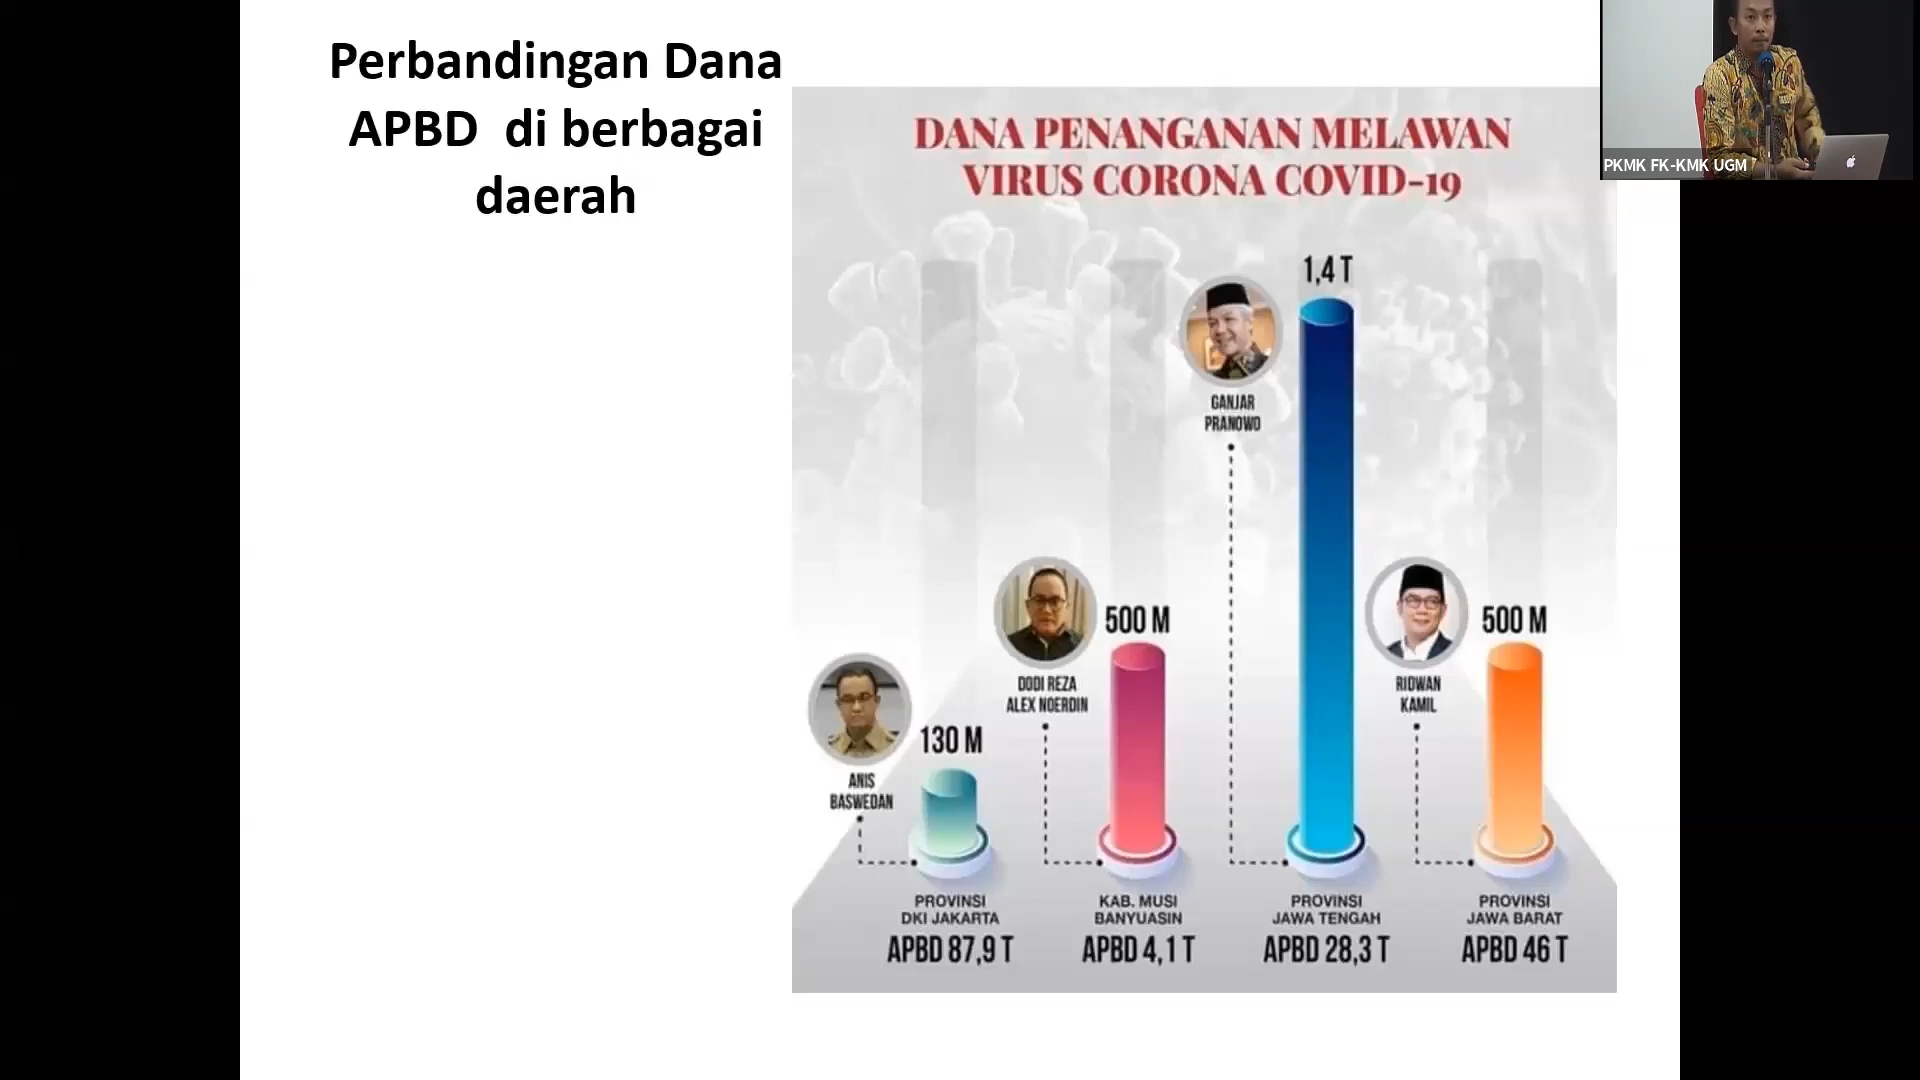 Perbandingan Dana
APBD di berbagai
daerah
DANA PENANGANAN MELAWAN
VIRUS CORONA COVID-19
PKMK FK-KMK UGM
1,4 T
GANJAR
PRANOWO
500 M
DODI REZA
ALEX NOERDIN
500 M
RIDWAN
KAMIL
130 M
ANIS
BASWEDAN
PROVINSI
DKI JAKARTA
APBD 87,9 T
KAB. MUSI
BANYUASIN
APBD 4,1 T
PROVINSI
JAWA TENGAH
APBD 28,3 T
PROVINSI
JAWA BARAT
APBD 46 T